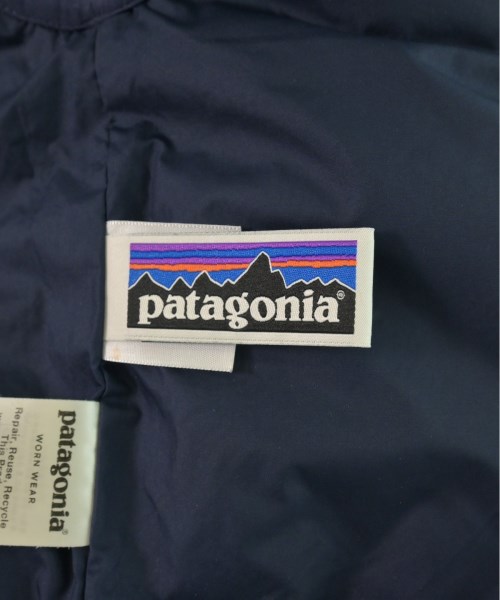 patagonia®
patagonia
WORN WEAR
Repair, Reuse, Recycle